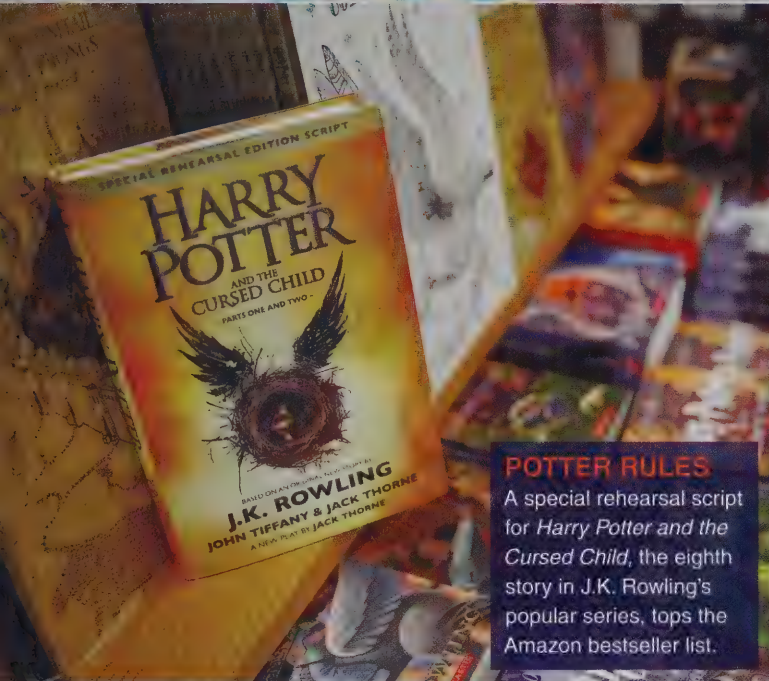 SPECIAL REHEARSAL EDITION SCRIPT
HARRY
POTTER
AND THE
CURSED CHILD
- PARTS ONE AND TWO -
BASED ON AN ORIGINAL NEW STORY BY
J.K. ROWLING
JOHN TIFFANY & JACK THORNE
A NEW PLAY BY JACK THORNE
POTTER RULES
A special rehearsal script
for Harry Potter and the
Cursed Child, the eighth
story in J.K. Rowling's
popular series, tops the
Amazon bestseller list.